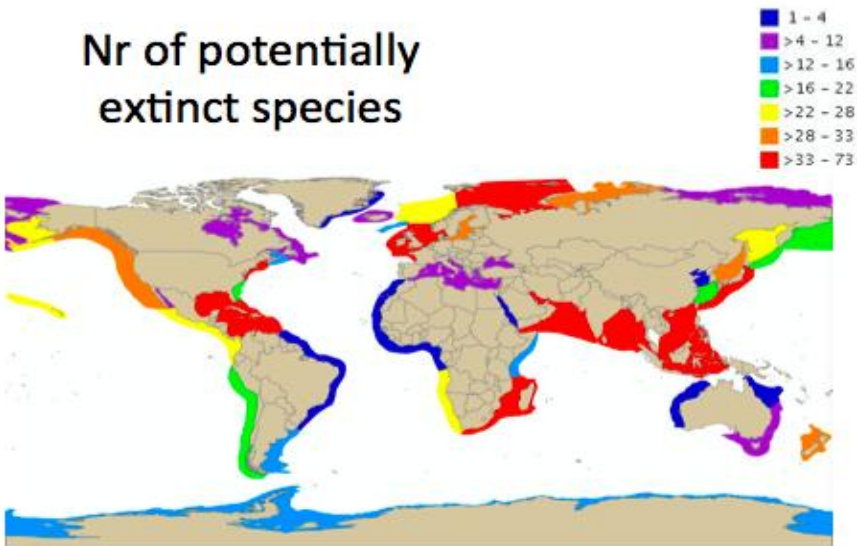 Nr of potentially
extinct species
1 - 4
>4 - 12
>12 - 16
>16 - 22
>22 - 28
>28 - 33
>33 - 73